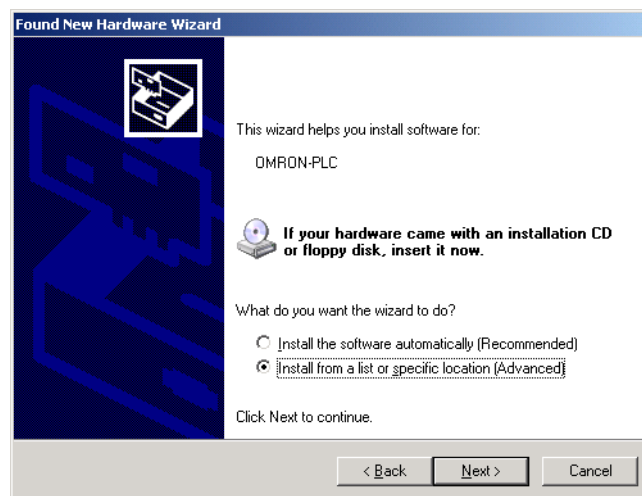 Found New Hardware Wizard
This wizard helps you install software for:
OMRON-PLC
If your hardware came with an installation CD
or floppy disk, insert it now.
What do you want the wizard to do?
Install the software automatically (Recommended)
Install from a list or specific location (Advanced)
Click Next to continue.
< Back
Next >
Cancel